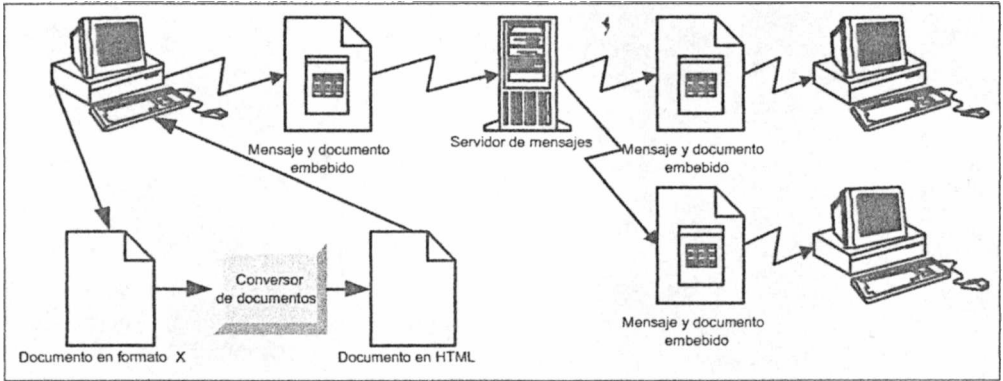 Mensaje y documento
embebido
Servidor de mensajes
Mensaje y documento
embebido
Conversor
de documentos
Mensaje y documento
embebido
Documento en formato X
Documento en HTML